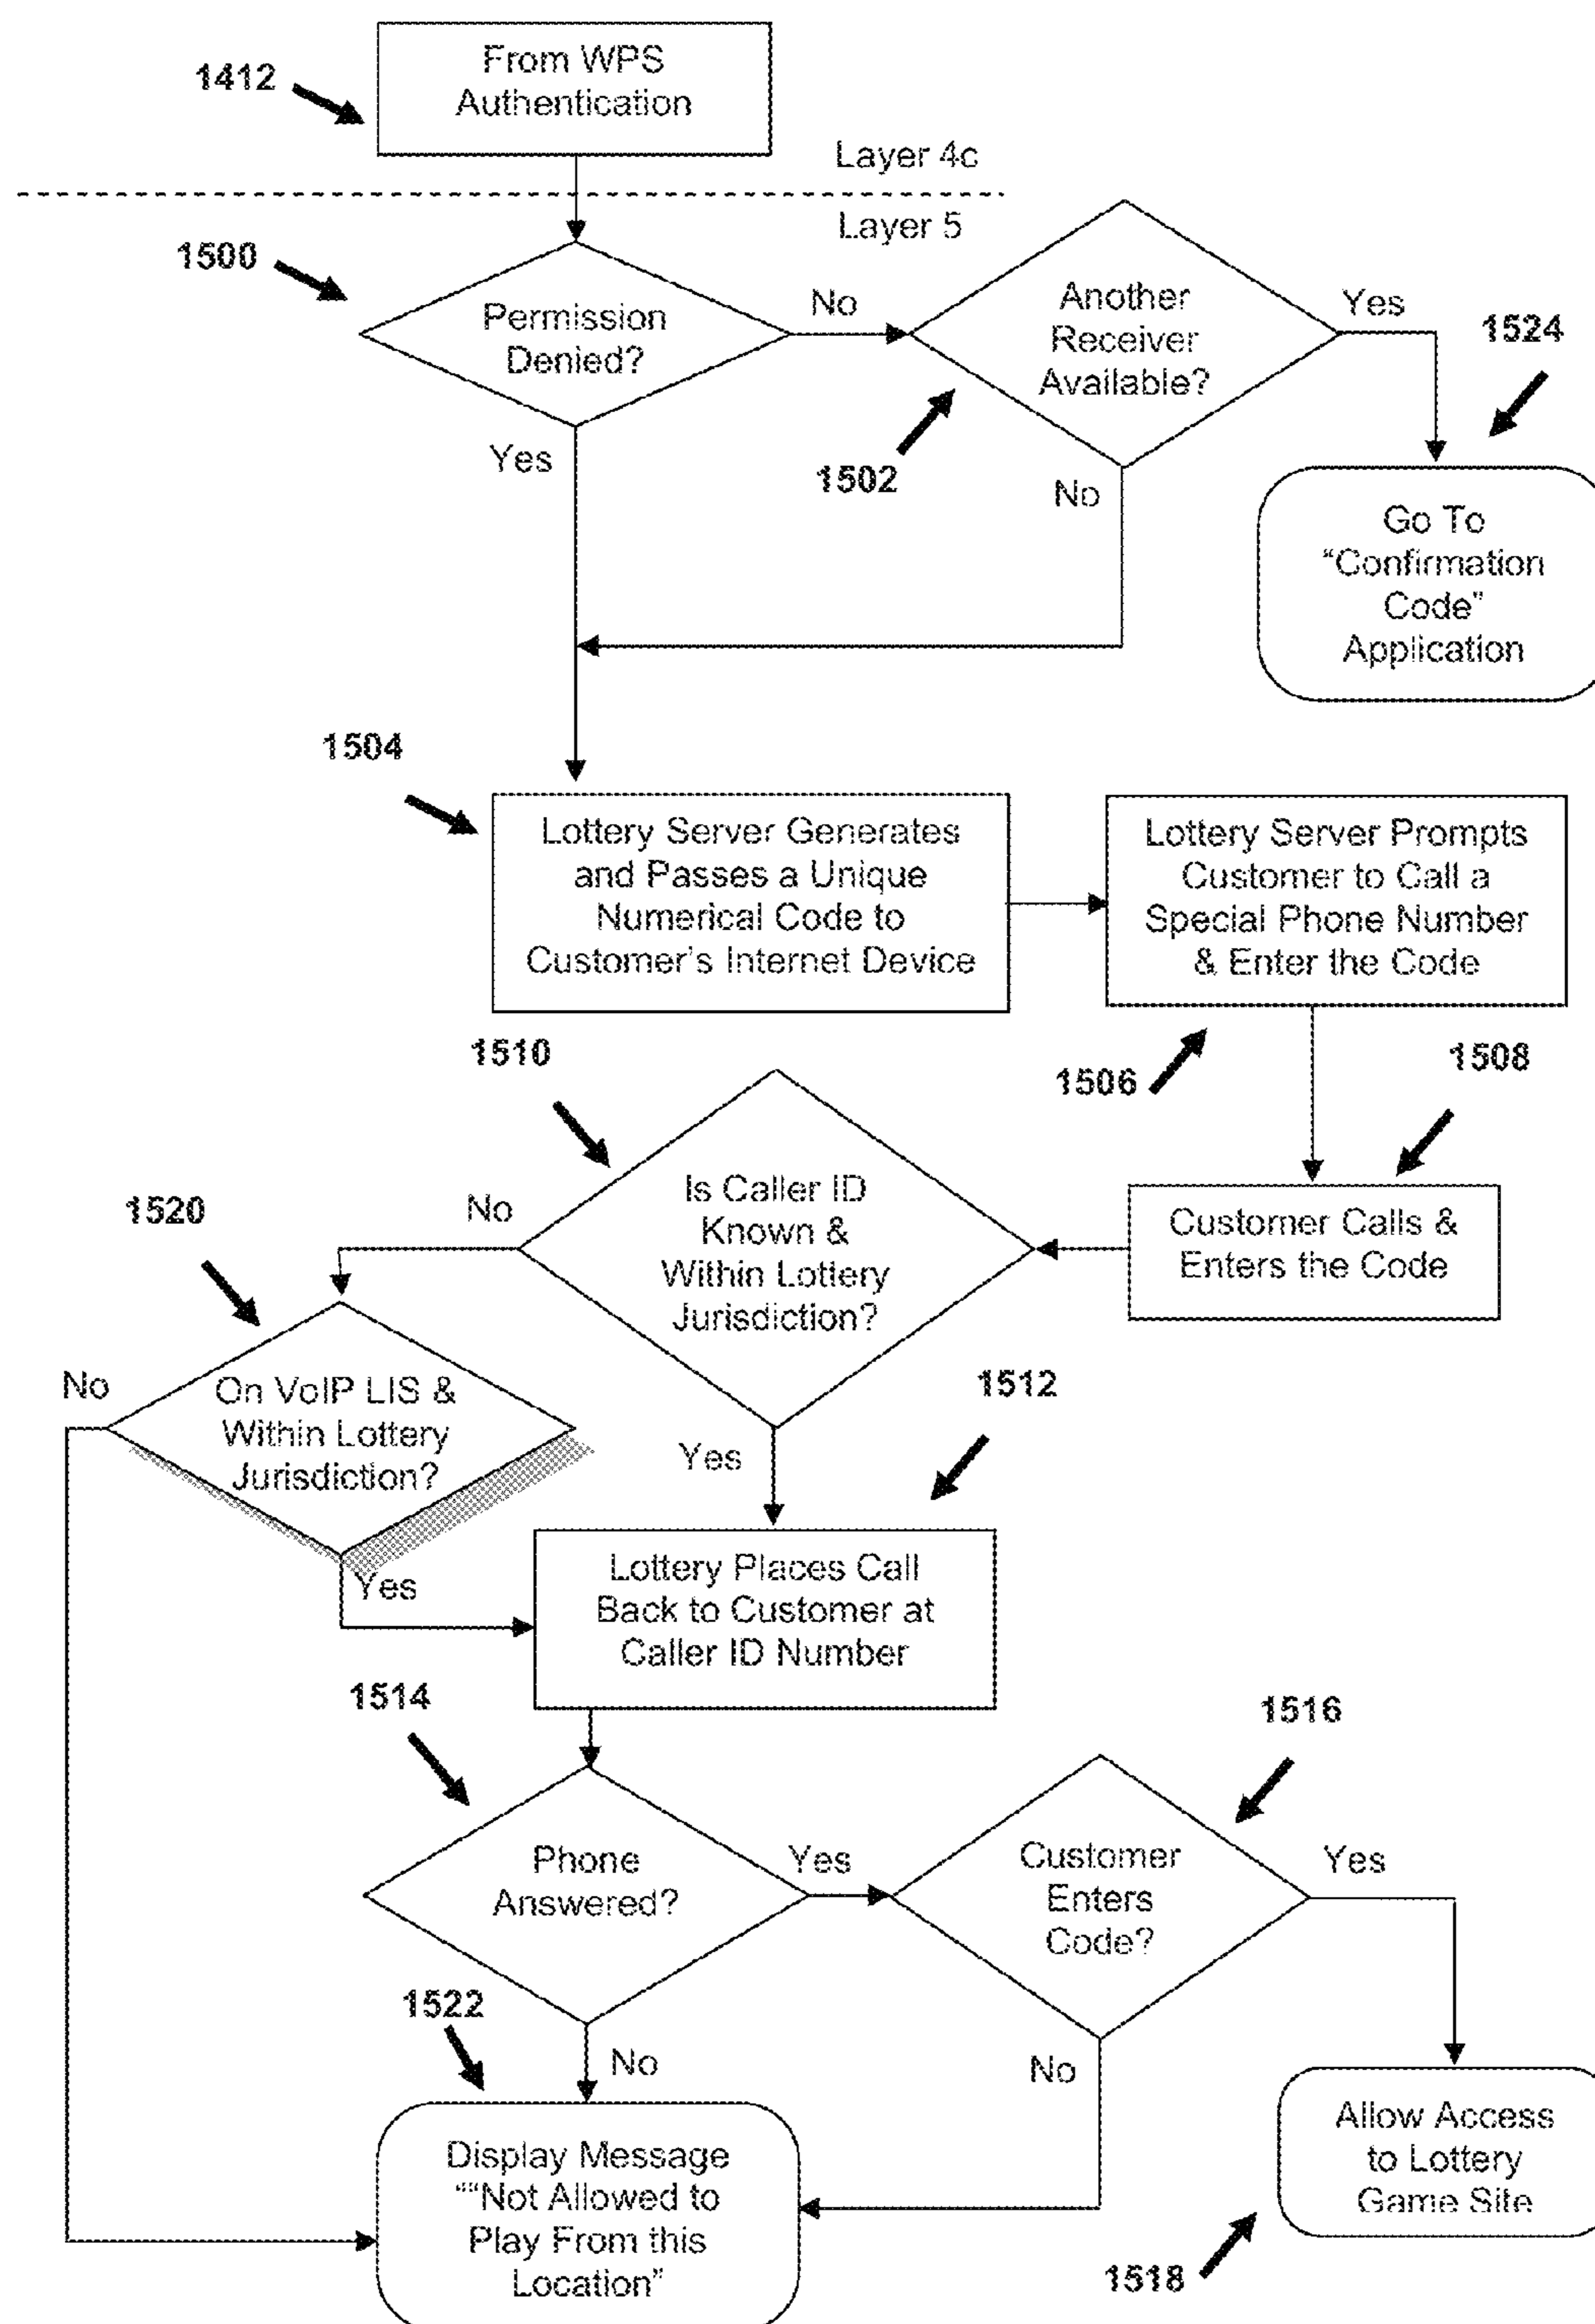 From WPS
Authentication
1412
Layer 4c
Layer 5
1500
Permission
Denied?
No
Another
Receiver
Available?
Yes
1524
1502
Yes
No
Go To
“Confirmation
Code”
Application
1504
Lottery Server Generates
and Passes a Unique
Numerical Code to
Customer's Internet Device
Lottery Server Prompts
Customer to Call a
Special Phone Number
& Enter the Code
1510
1506
1508
1520
No
Is Caller ID
Known &
Within Lottery
Jurisdiction?
Customer Calls &
Enters the Code
No
On VoIP LIS &
Within Lottery
Jurisdiction?
1512
Yes
Yes
Lottery Places Call
Back to Customer at
Caller ID Number
1514
1516
Phone
Answered?
Yes
Customer
Enters
Code?
Yes
1522
No
No
Display Message
““Not Allowed to
Play From this
Location”
Allow Access
to Lottery
Game Site
1518